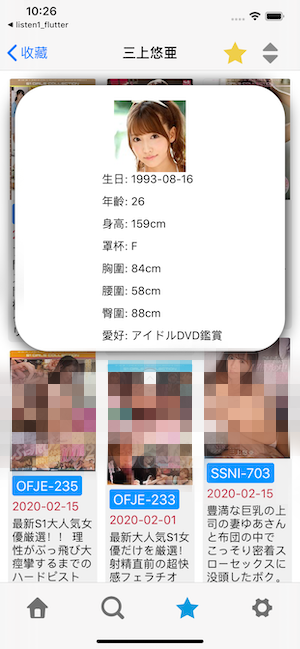 10:26
listen1_flutter
收藏
三上悠亜
生日: 1993-08-16
年齡: 26
身高: 159cm
罩杯: F
胸圍: 84cm
腰圍: 58cm
臀圍: 88cm
愛好: アイドルDVD鑑賞
OFJE-235
2020-02-15
最新S1大人気女
優厳選！！ 理
性がぶっ飛び大
痙攣するまでの
ハードピスト
OFJE-233
2020-02-01
最新S1大人気女
優だけを厳選!
射精直前の超快
感フェラチオ
SSNI-703
2020-02-15
豊満な巨乳の上
司の妻ゆあさん
と布団の中で
こっそり密着ス
ローセックスに
没頭したボク。